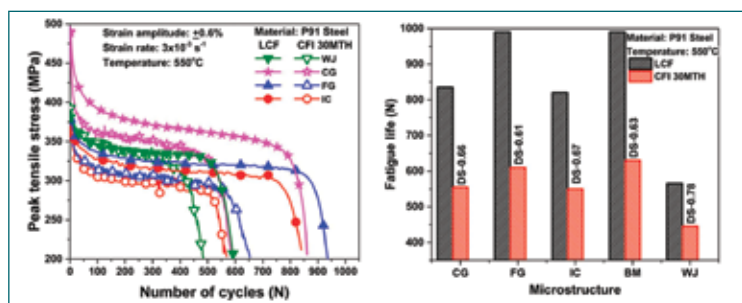 Strain amplitude: ±0.6%
Strain rate: 3x10⁻³ s⁻¹
Temperature: 550°C
Material: P91 Steel
LCF CFI 30MTH
WJ
CG
FG
IC
Peak tensile stress (MPa)
500
450
400
350
300
250
200
0 100 200 300 400 500 600 700 800 900 1000
Number of cycles (N)
Material: P91 Steel
Temperature: 550°C
LCF
CFI 30MTH
Fatigue life (N)
1000
900
800
700
600
500
400
DS-0.66
DS-0.61
DS-0.67
DS-0.63
DS-0.78
CG FG IC BM WJ
Microstructure